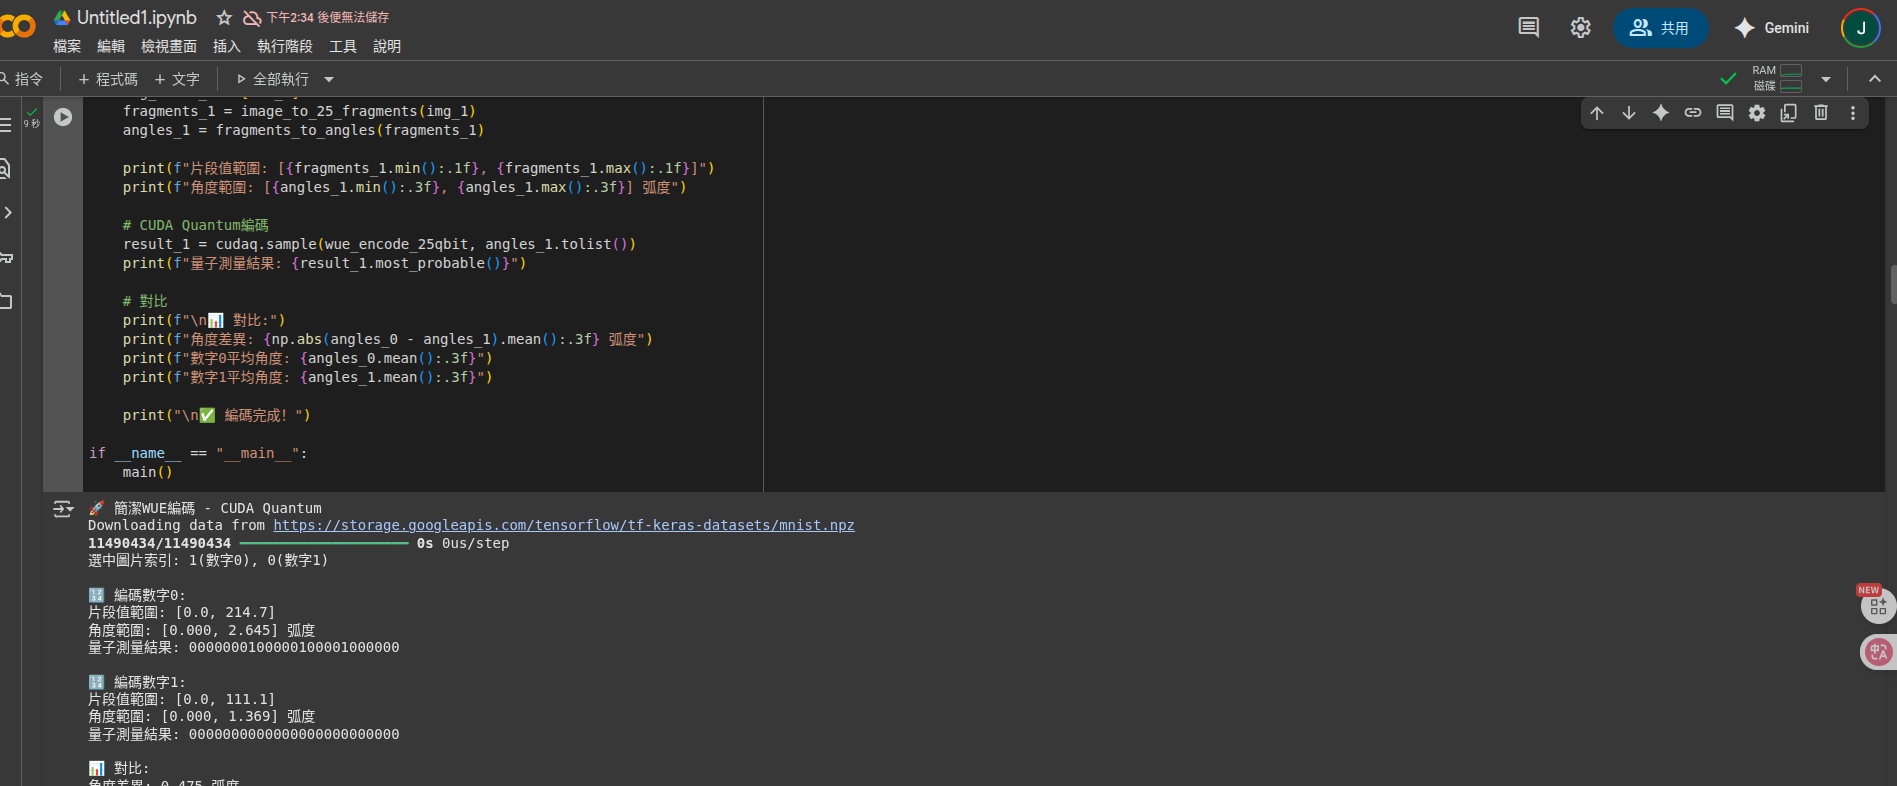 Untitled1.ipynb
下午2:34 後便無法儲存
檔案 編輯 檢視畫面 插入 執行階段 工具 說明
共用
Gemini
J
指令 + 程式碼 + 文字 全部執行
RAM
磁碟
9 秒
fragments_1 = image_to_25_fragments(img_1)
angles_1 = fragments_to_angles(fragments_1)
print(f"片段值範圍: [{fragments_1.min():.1f}, {fragments_1.max():.1f}]")
print(f"角度範圍: [{angles_1.min():.3f}, {angles_1.max():.3f}] 弧度")
# CUDA Quantum編碼
result_1 = cudaq.sample(wue_encode_25qbit, angles_1.tolist())
print(f"量子測量結果: {result_1.most_probable()}")
# 對比
print(f"\n📊 對比:")
print(f"角度差異: {np.abs(angles_0 - angles_1).mean():.3f} 弧度")
print(f"數字0平均角度: {angles_0.mean():.3f}")
print(f"數字1平均角度: {angles_1.mean():.3f}")
print("\n✅ 編碼完成! ")
if __name__ == "__main__":
main()
🚀 簡潔WUE編碼 - CUDA Quantum
Downloading data from https://storage.googleapis.com/tensorflow/tf-keras-datasets/mnist.npz
11490434/11490434 ━━━━━━━━━━━━━━━━━━━━ 0s 0us/step
選中圖片索引: 1(數字0), 0(數字1)
🔢 編碼數字0:
片段值範圍: [0.0, 214.7]
角度範圍: [0.000, 2.645] 弧度
量子測量結果: 0000000100000100001000000
🔢 編碼數字1:
片段值範圍: [0.0, 111.1]
角度範圍: [0.000, 1.369] 弧度
量子測量結果: 0000000000000000000000000
📊 對比:
角度差異: 0.475 弧度
NEW